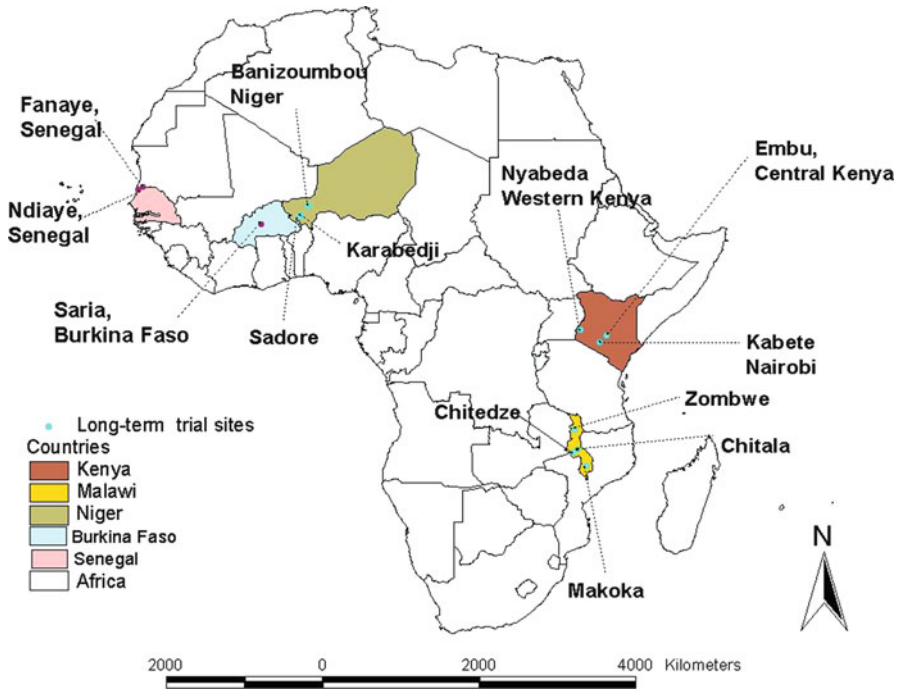 Banizoumbou
Niger
Fanaye,
Senegal
Embu,
Central Kenya
Nyabeda
Western Kenya
Ndiaye,
Senegal
Karabedji
Saria,
Burkina Faso
Sadore
Kabete
Nairobi
Zombwe
Chitedze
Chitala
Makoka
Long-term trial sites
Countries
Kenya
Malawi
Niger
Burkina Faso
Senegal
Africa
N
2000 0 2000 4000 Kilometers